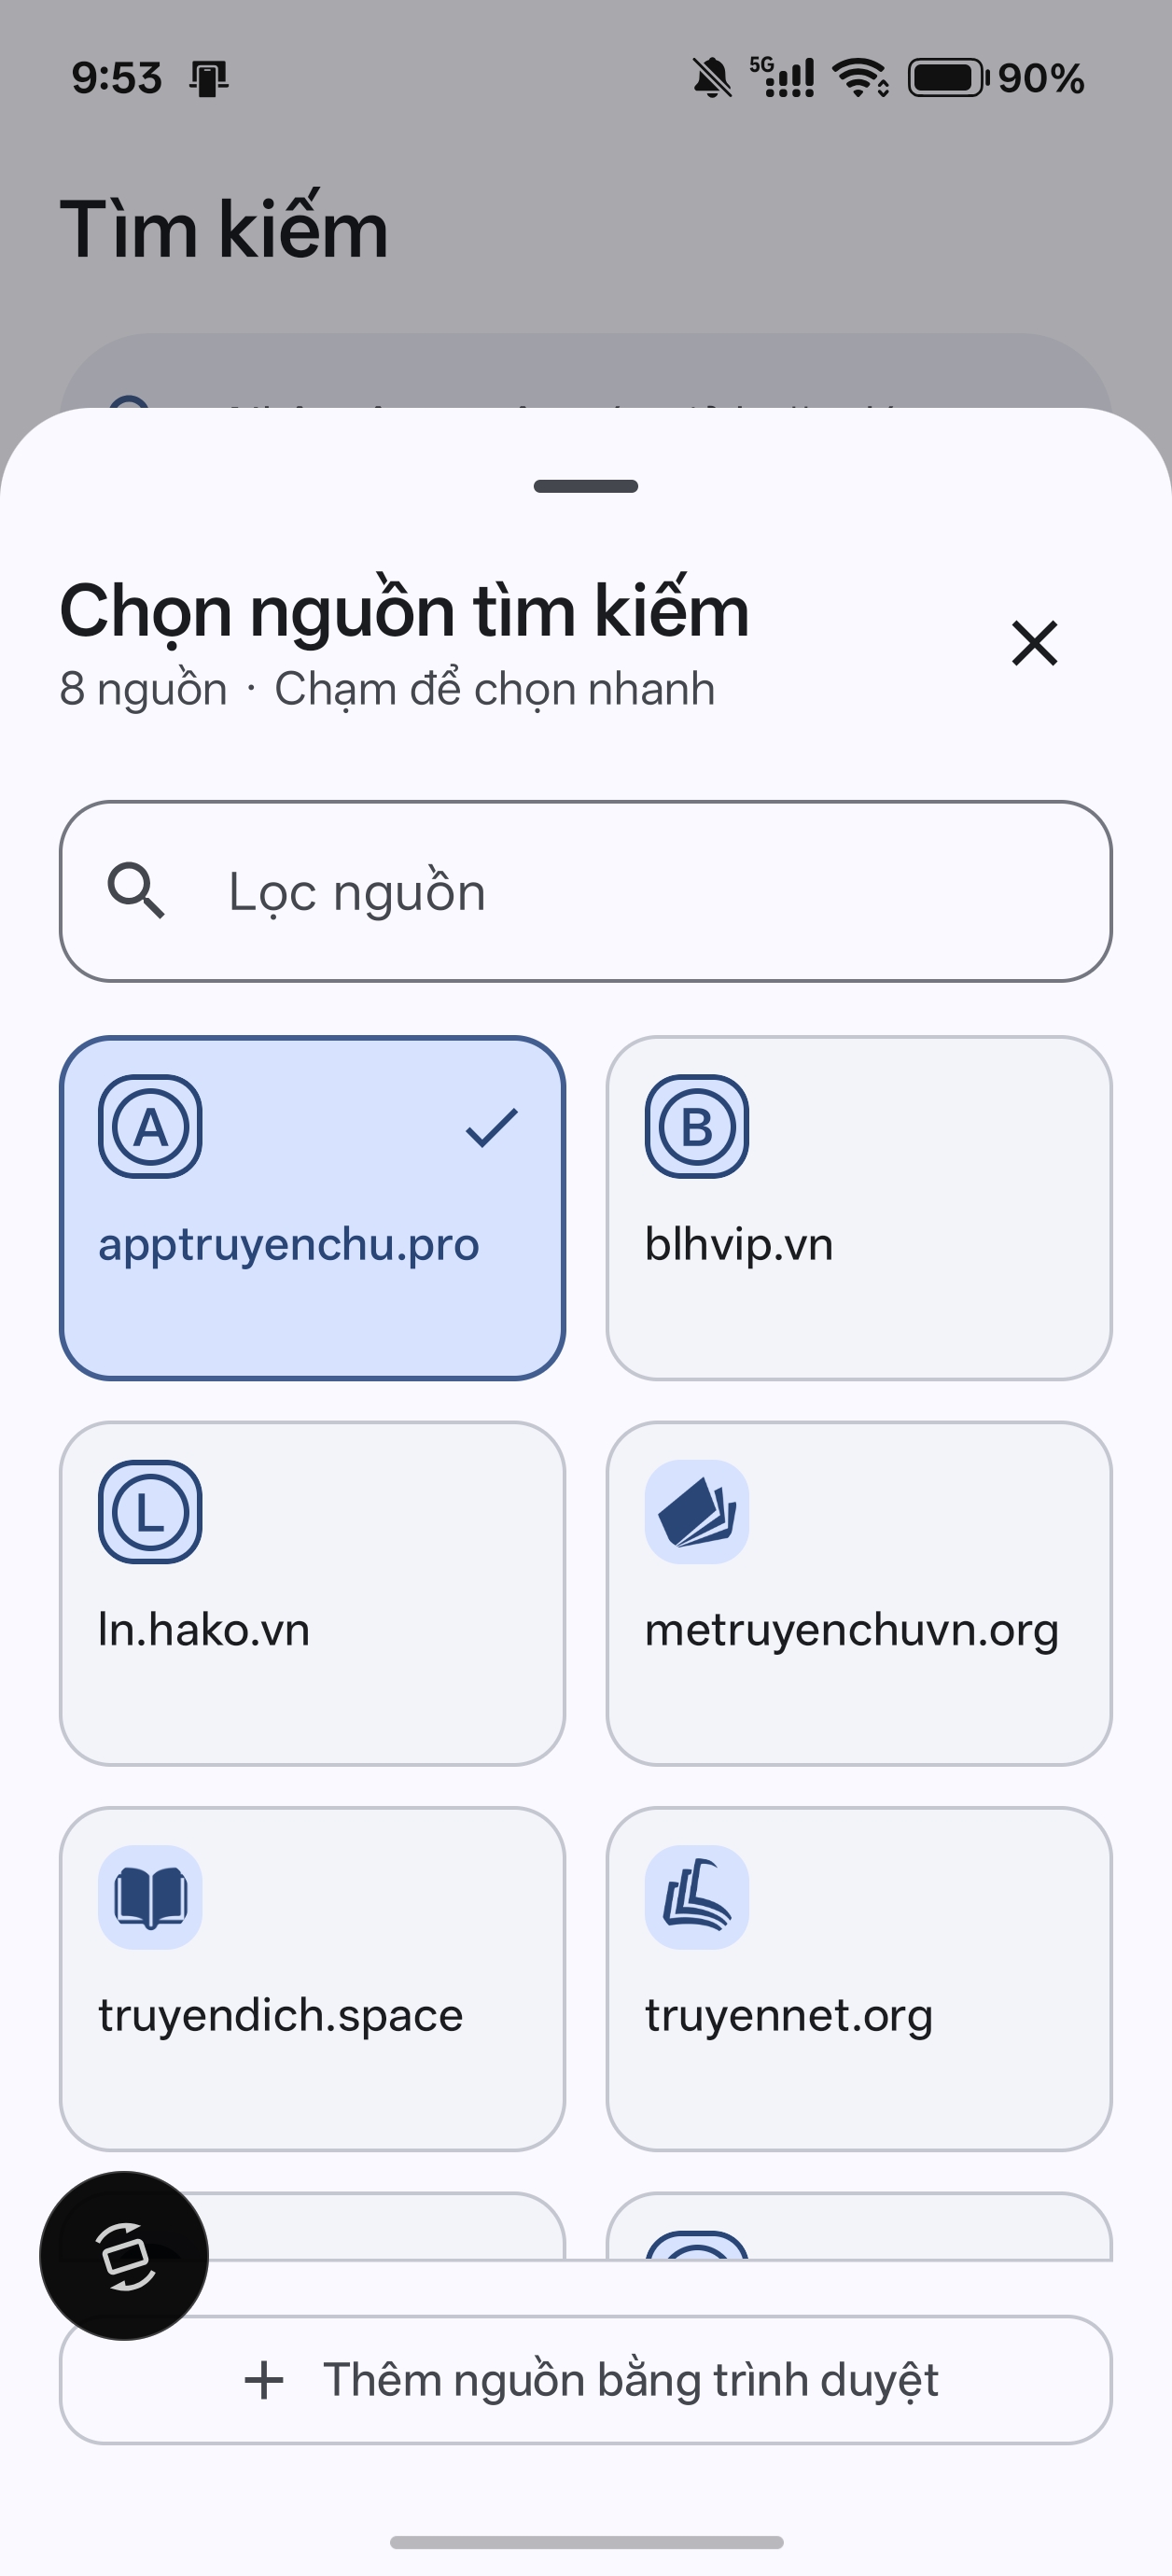 9:53
5G
90%
Tìm kiếm
Chọn nguồn tìm kiếm
8 nguồn · Chạm để chọn nhanh
Lọc nguồn
A
B
apptruyenchu.pro
blhvip.vn
L
ln.hako.vn
metruyenchuvn.org
truyendich.space
truyennet.org
+ Thêm nguồn bằng trình duyệt